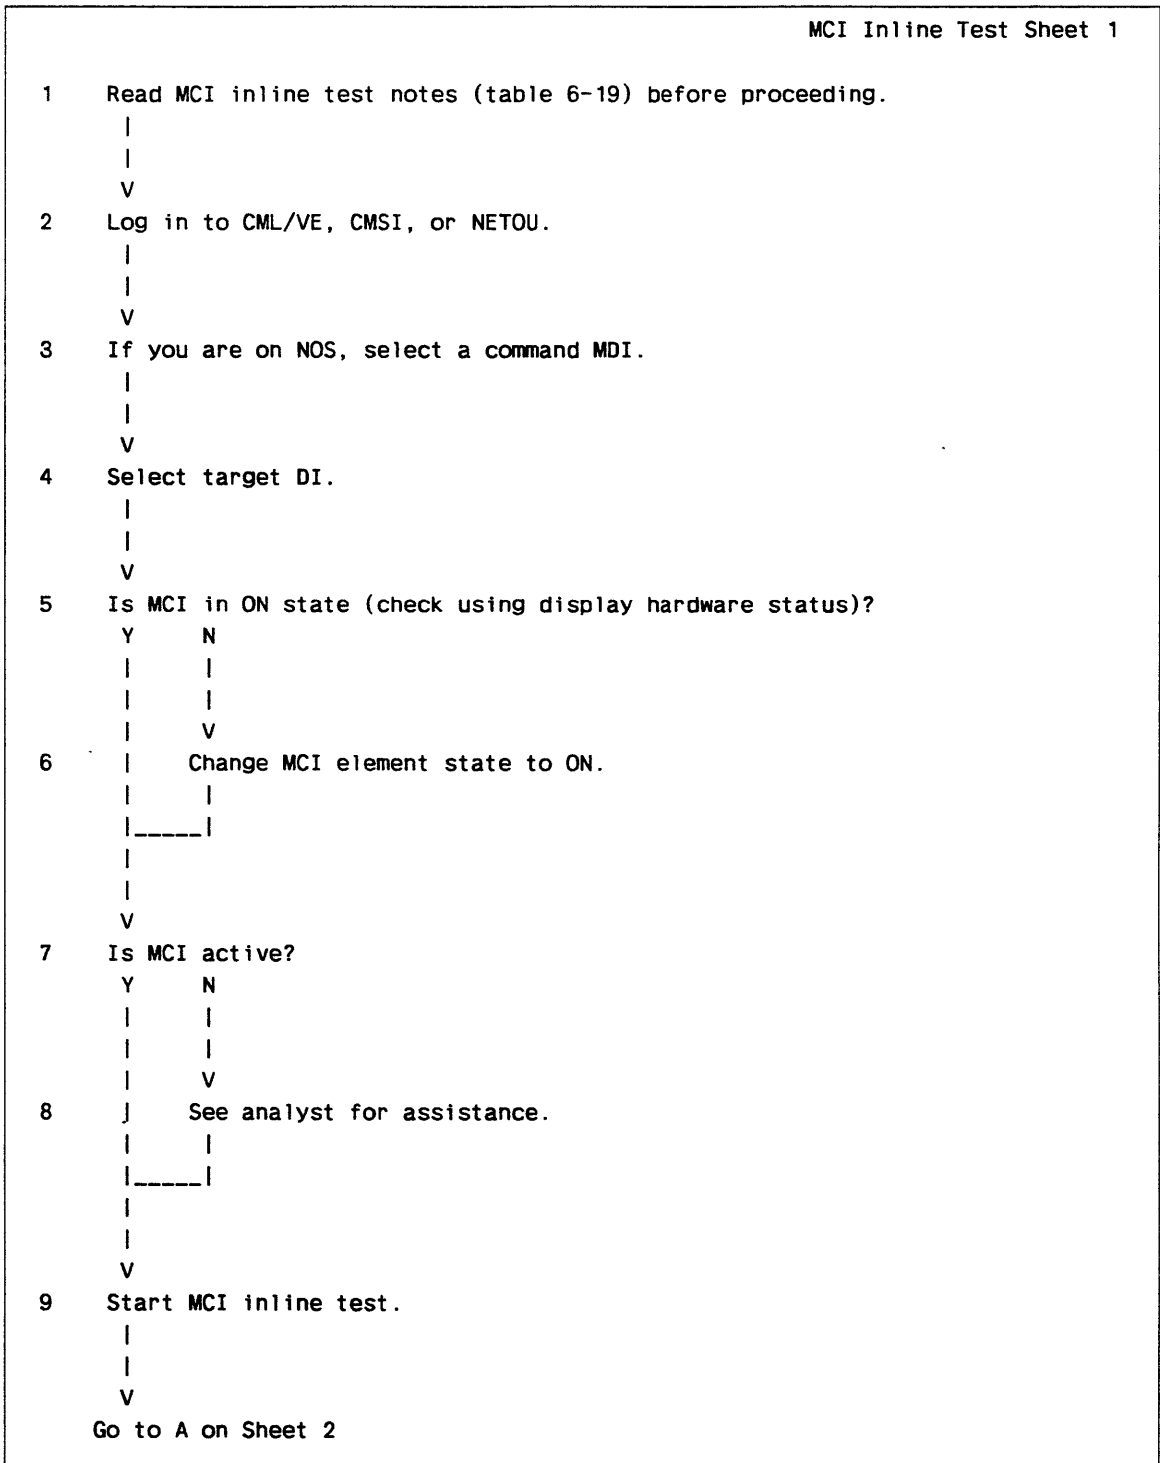 MCI Inline Test Sheet 1
1 Read MCI inline test notes (table 6-19) before proceeding.
|
|
V
2 Log in to CML/VE, CMSI, or NETOU.
|
|
V
3 If you are on NOS, select a command MDI.
|
|
V
4 Select target DI.
|
|
V
5 Is MCI in ON state (check using display hardware status)?
Y N
| |
| |
| V
6 | Change MCI element state to ON.
| |
|_____|
|
|
V
7 Is MCI active?
Y N
| |
| |
| V
8 | See analyst for assistance.
| |
|_____|
|
|
V
9 Start MCI inline test.
|
|
V
Go to A on Sheet 2